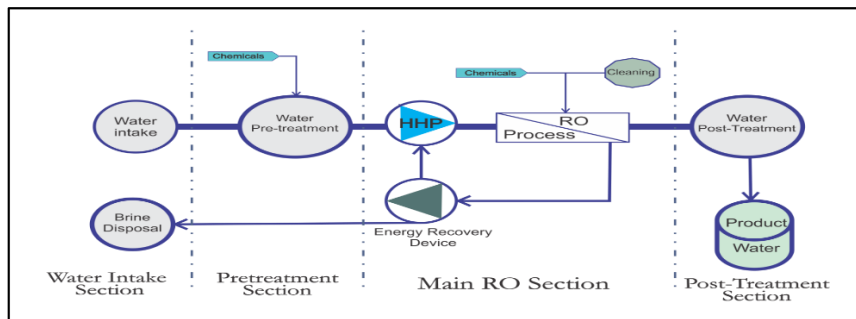 Chemicals
Water
intake
Water
Pre-treatment
HHP
Chemicals
Cleaning
RO
Process
Water
Post-Treatment
Brine
Disposal
Energy Recovery
Device
Product
Water
Water Intake
Section
Pretreatment
Section
Main RO Section
Post-Treatment
Section